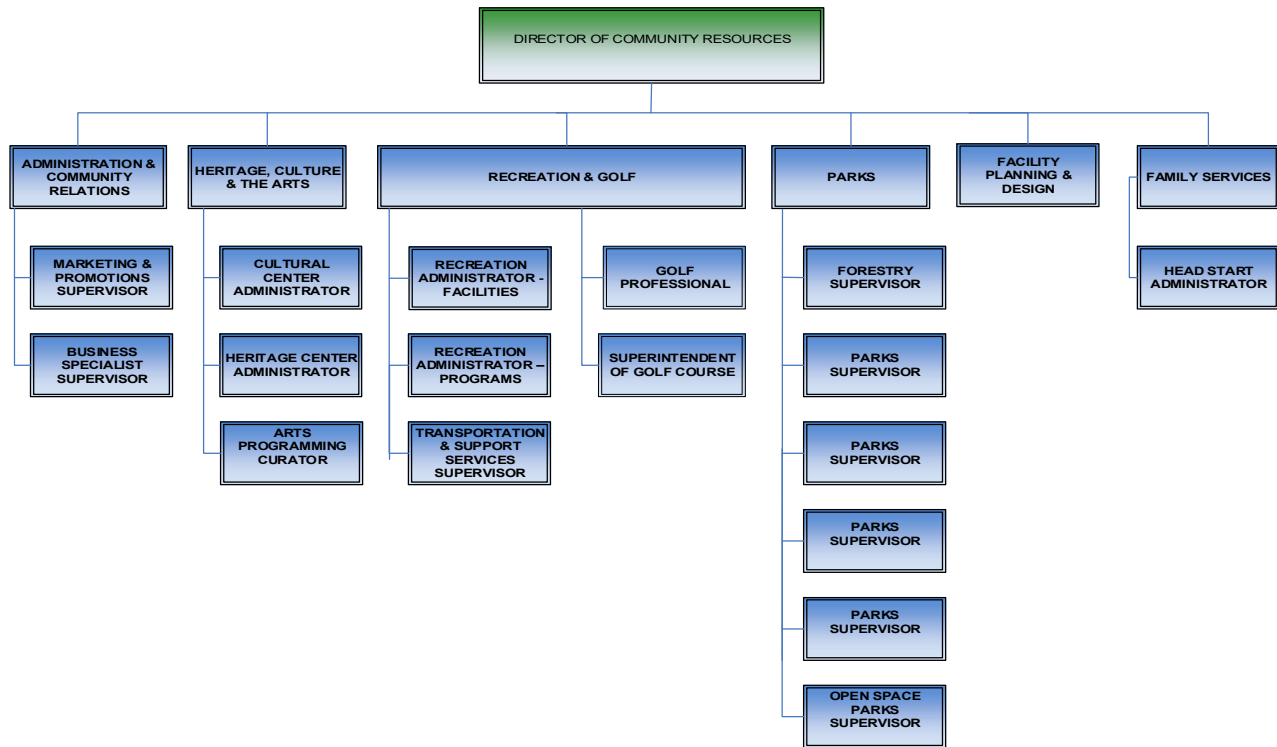 DIRECTOR OF COMMUNITY RESOURCES
ADMINISTRATION &
COMMUNITY
RELATIONS
HERITAGE, CULTURE
& THE ARTS
RECREATION & GOLF
PARKS
FACILITY
PLANNING &
DESIGN
FAMILY SERVICES
MARKETING &
PROMOTIONS
SUPERVISOR
CULTURAL
CENTER
ADMINISTRATOR
RECREATION
ADMINISTRATOR -
FACILITIES
GOLF
PROFESSIONAL
FORESTRY
SUPERVISOR
HEAD START
ADMINISTRATOR
BUSINESS
SPECIALIST
SUPERVISOR
HERITAGE CENTER
ADMINISTRATOR
RECREATION
ADMINISTRATOR –
PROGRAMS
SUPERINTENDENT
OF GOLF COURSE
PARKS
SUPERVISOR
ARTS
PROGRAMMING
CURATOR
TRANSPORTATION
& SUPPORT
SERVICES
SUPERVISOR
PARKS
SUPERVISOR
PARKS
SUPERVISOR
PARKS
SUPERVISOR
OPEN SPACE
PARKS
SUPERVISOR